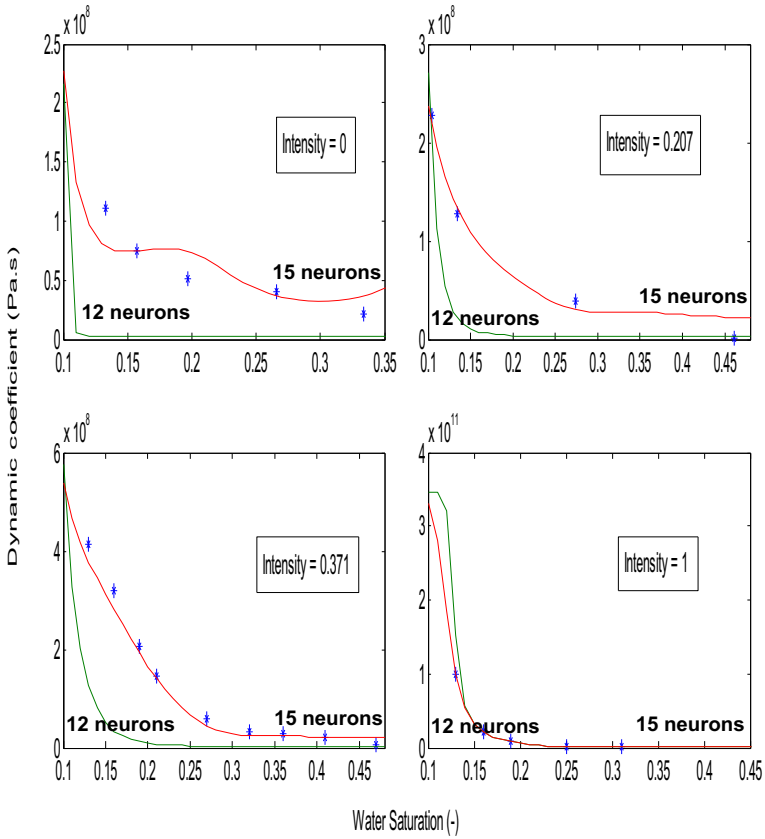 x 10^8
2.5
2
1.5
1
0.5
0
0.1 0.15 0.2 0.25 0.3 0.35
Intensity = 0
12 neurons
15 neurons
x 10^8
3
2
1
0
0.1 0.15 0.2 0.25 0.3 0.35 0.4 0.45
Intensity = 0.207
12 neurons
15 neurons
Dynamic coefficient (Pa.s)
x 10^8
6
4
2
0
0.1 0.15 0.2 0.25 0.3 0.35 0.4 0.45
Intensity = 0.371
12 neurons
15 neurons
x 10^11
4
3
2
1
0
0.1 0.15 0.2 0.25 0.3 0.35 0.4 0.45
Intensity = 1
12 neurons
15 neurons
Water Saturation (-)